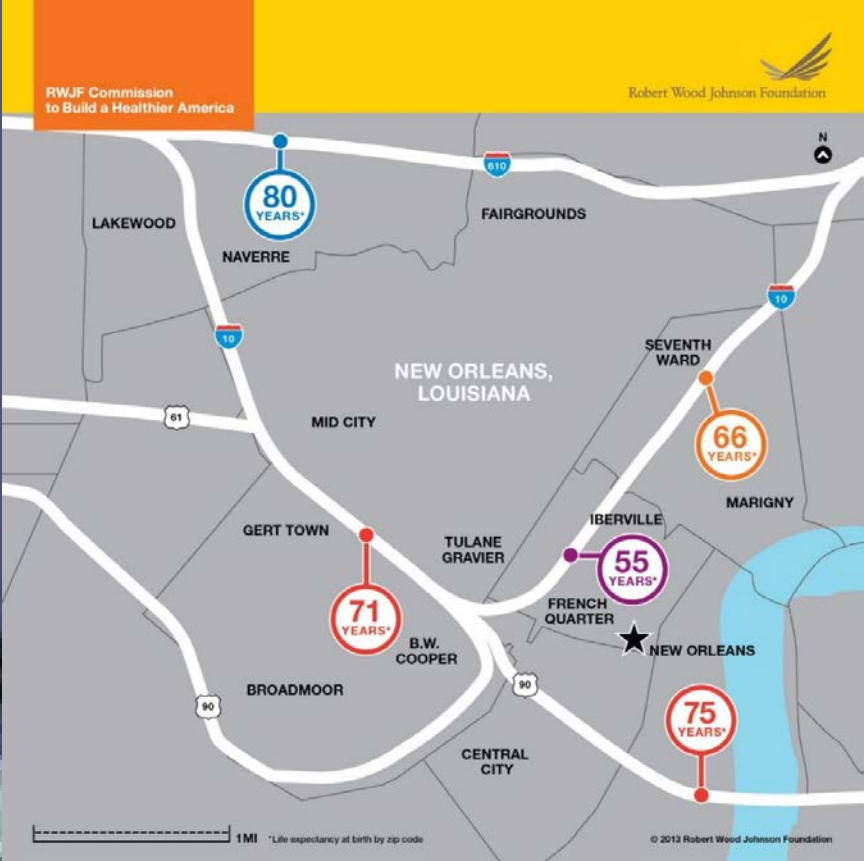 RWJF Commission
to Build a Healthier America
Robert Wood Johnson Foundation
N
610
80
YEARS*
LAKEWOOD
FAIRGROUNDS
NAVERRE
10
10
SEVENTH
WARD
NEW ORLEANS,
LOUISIANA
61
MID CITY
66
YEARS*
MARIGNY
GERT TOWN
IBERVILLE
TULANE
GRAVIER
55
YEARS*
71
YEARS*
FRENCH
QUARTER
B.W.
COOPER
NEW ORLEANS
BROADMOOR
90
90
75
YEARS*
CENTRAL
CITY
1MI
*Life expectancy at birth by zip code
© 2013 Robert Wood Johnson Foundation